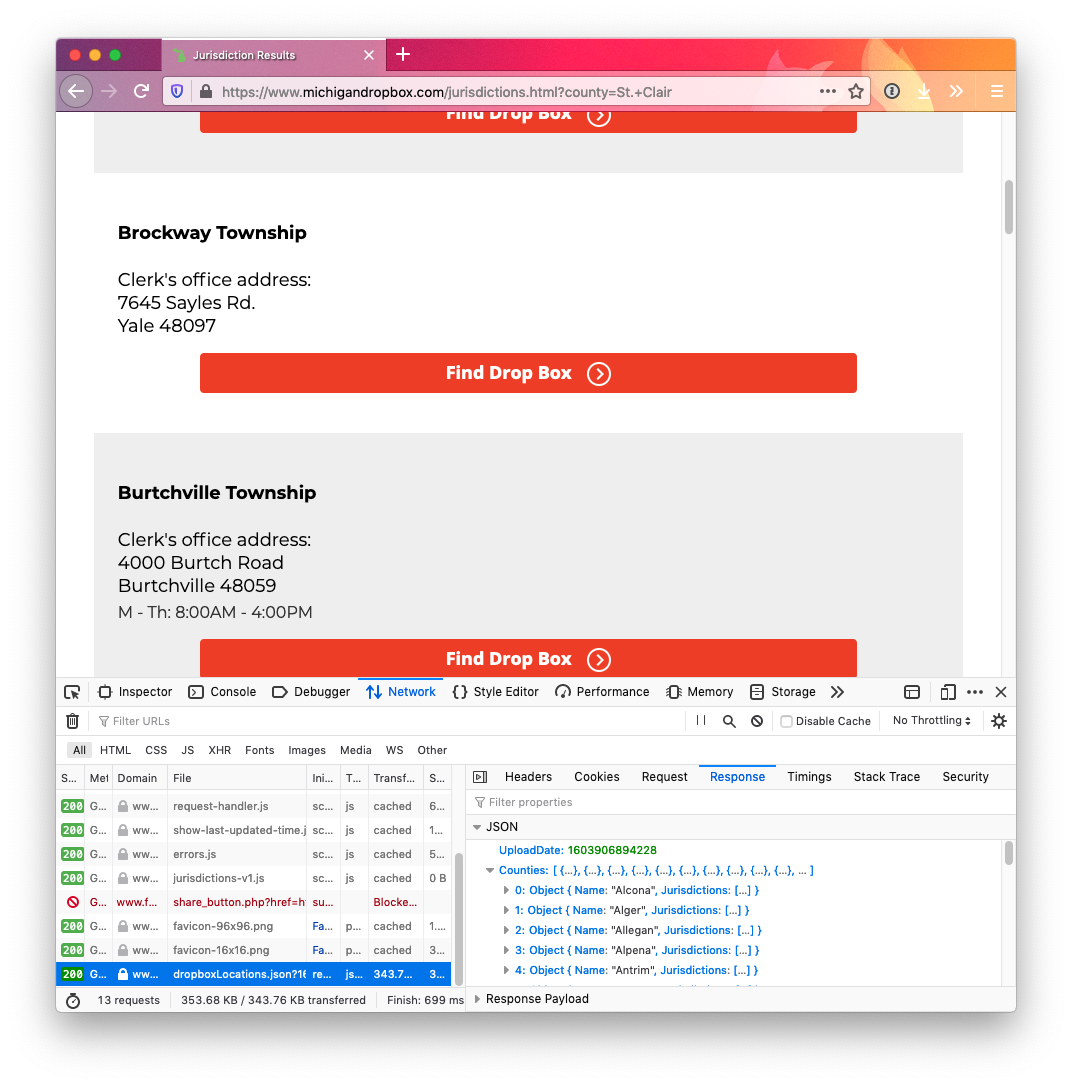 Jurisdiction Results
https://www.michigandropbox.com/jurisdictions.html?county=St.+Clair
Find Drop Box
Brockway Township
Clerk's office address:
7645 Sayles Rd.
Yale 48097
Find Drop Box
Burtchville Township
Clerk's office address:
4000 Burtch Road
Burtchville 48059
M - Th: 8:00AM - 4:00PM
Find Drop Box
Inspector Console Debugger Network Style Editor Performance Memory Storage
Filter URLs Disable Cache No Throttling
All HTML CSS JS XHR Fonts Images Media WS Other
S... Met Domain File Ini... T... Transf... S...
200 G... ww... request-handler.js sc... js cached 6...
200 G... ww... show-last-updated-time.j sc... js cached 1...
200 G... ww... errors.js sc... js cached 5...
200 G... ww... jurisdictions-v1.js sc... js cached 0 B
G... www.f... share_button.php?href=h su... Blocke...
200 G... ww... favicon-96x96.png Fa... p... cached 1....
200 G... ww... favicon-16x16.png Fa... p... cached 3...
200 G... ww... dropboxLocations.json?16 re... js... 343.7... 3...
13 requests 353.68 KB / 343.76 KB transferred Finish: 699 ms
Headers Cookies Request Response Timings Stack Trace Security
Filter properties
JSON
UploadDate: 1603906894228
Counties: [ {...}, {...}, {...}, {...}, {...}, {...}, {...}, {...}, {...}, {...}, ... ]
0: Object { Name: "Alcona", Jurisdictions: [...] }
1: Object { Name: "Alger", Jurisdictions: [...] }
2: Object { Name: "Allegan", Jurisdictions: [...] }
3: Object { Name: "Alpena", Jurisdictions: [...] }
4: Object { Name: "Antrim", Jurisdictions: [...] }
Response Payload